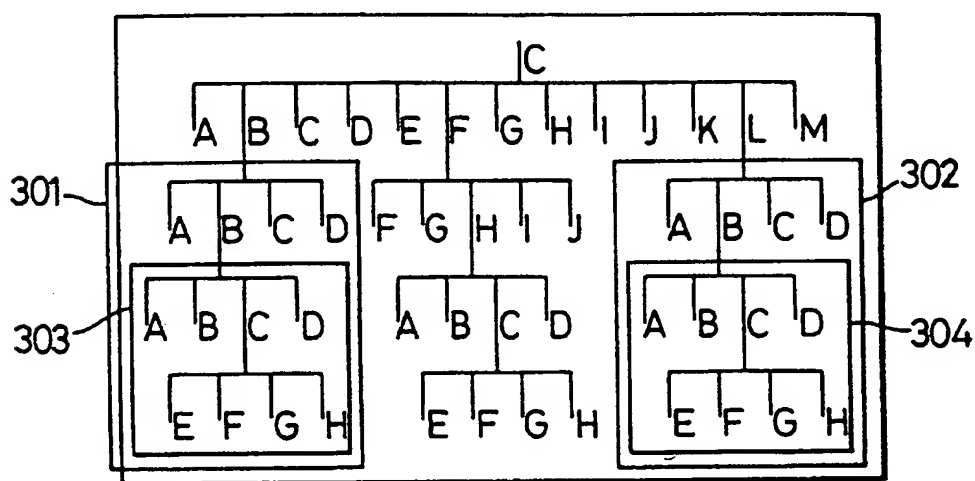 C
A B C D E F G H I J K L M
301 302
A B C D F G H I J A B C D
303 A B C D A B C D A B C D 304
E F G H E F G H E F G H